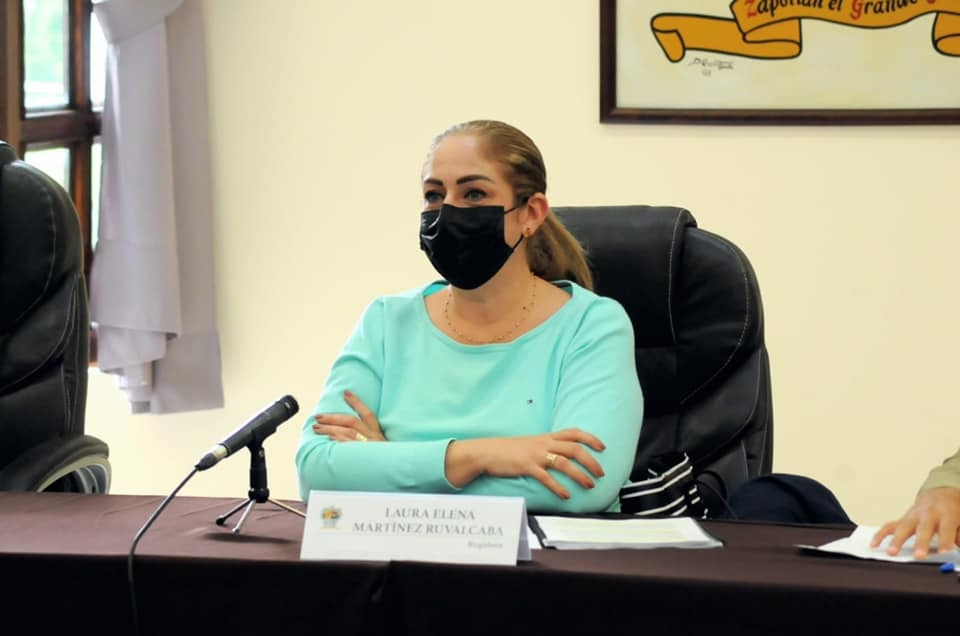 Zapotlán el Grande
LAURA ELENA
MARTÍNEZ RUVALCABA
Regidora